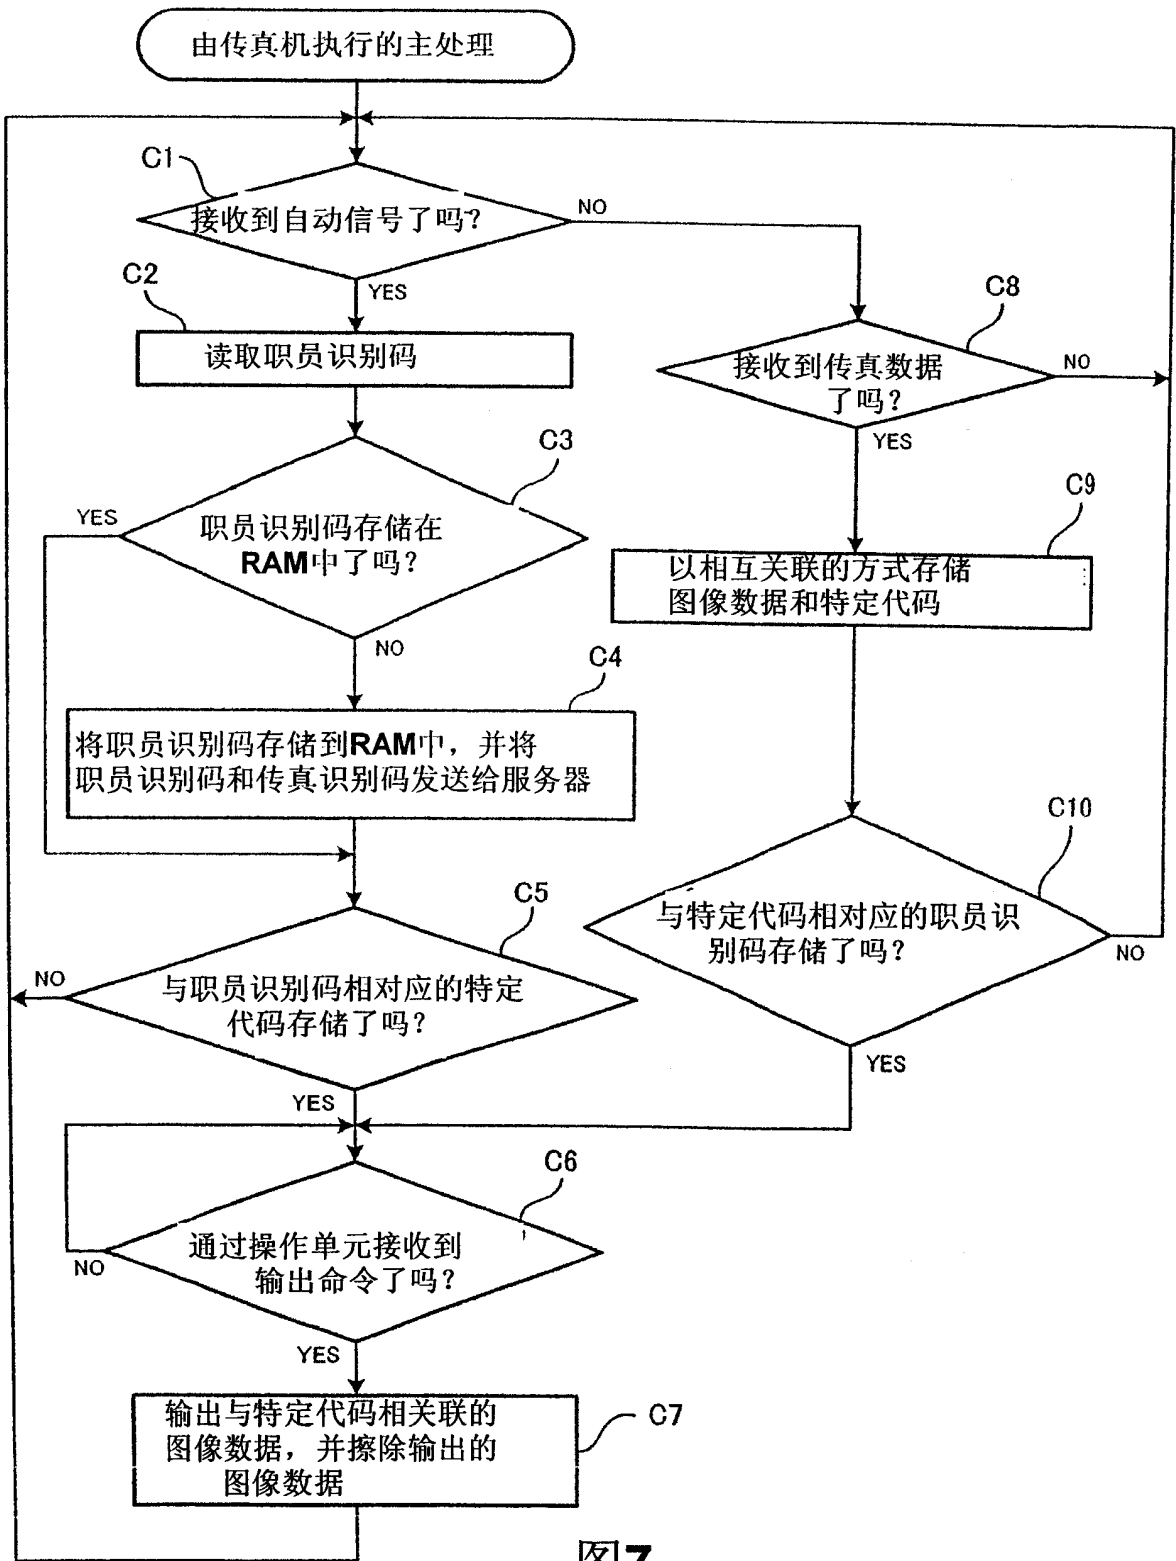 由传真机执行的主处理
C1
接收到自动信号了吗?
NO
YES
C2
读取职员识别码
C8
接收到传真数据
了吗?
NO
YES
C3
职员识别码存储在
RAM中了吗?
YES
NO
C9
以相互关联的方式存储
图像数据和特定代码
C4
将职员识别码存储到RAM中，并将
职员识别码和传真识别码发送给服务器
C10
与特定代码相对应的职员识
别码存储了吗?
NO
YES
C5
与职员识别码相对应的特定
代码存储了吗?
NO
YES
C6
通过操作单元接收到
输出命令了吗?
NO
YES
C7
输出与特定代码相关联的
图像数据，并擦除输出的
图像数据
图7